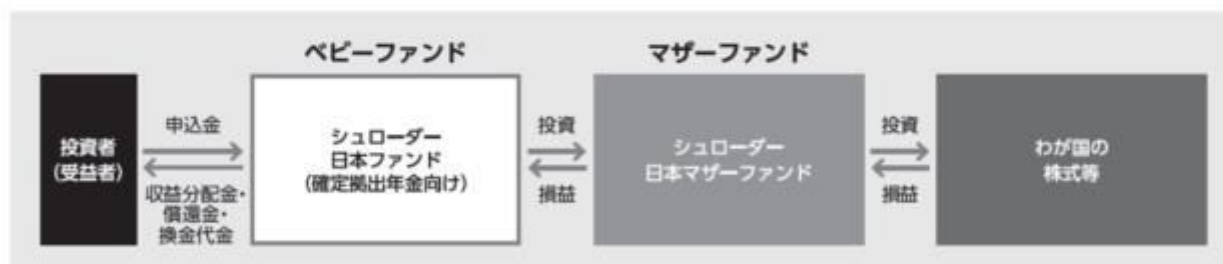 ベビーファンド
マザーファンド
投資者
(受益者)
申込金
収益分配金・
償還金・
換金代金
シュローダー
日本ファンド
(確定拠出年金向け)
投資
損益
シュローダー
日本マザーファンド
投資
損益
わが国の
株式等